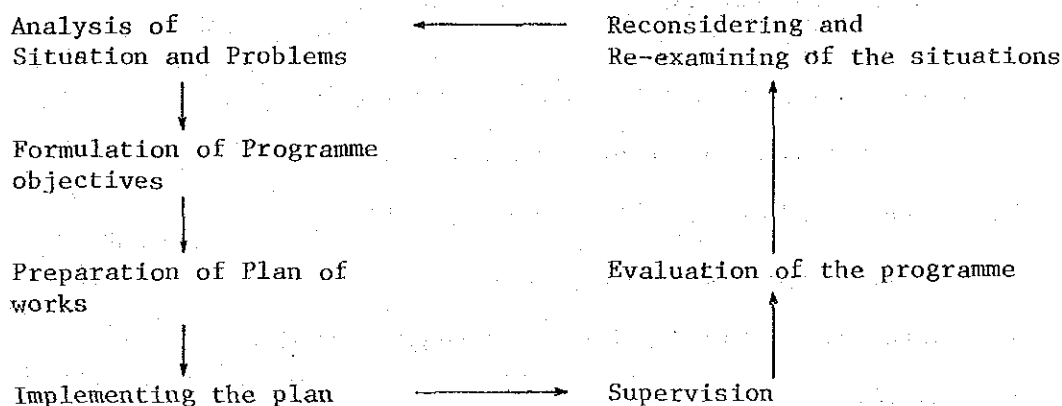 Analysis of
Situation and Problems
Formulation of Programme
objectives
Preparation of Plan of
works
Implementing the plan
Supervision
Evaluation of the programme
Reconsidering and
Re-examining of the situations